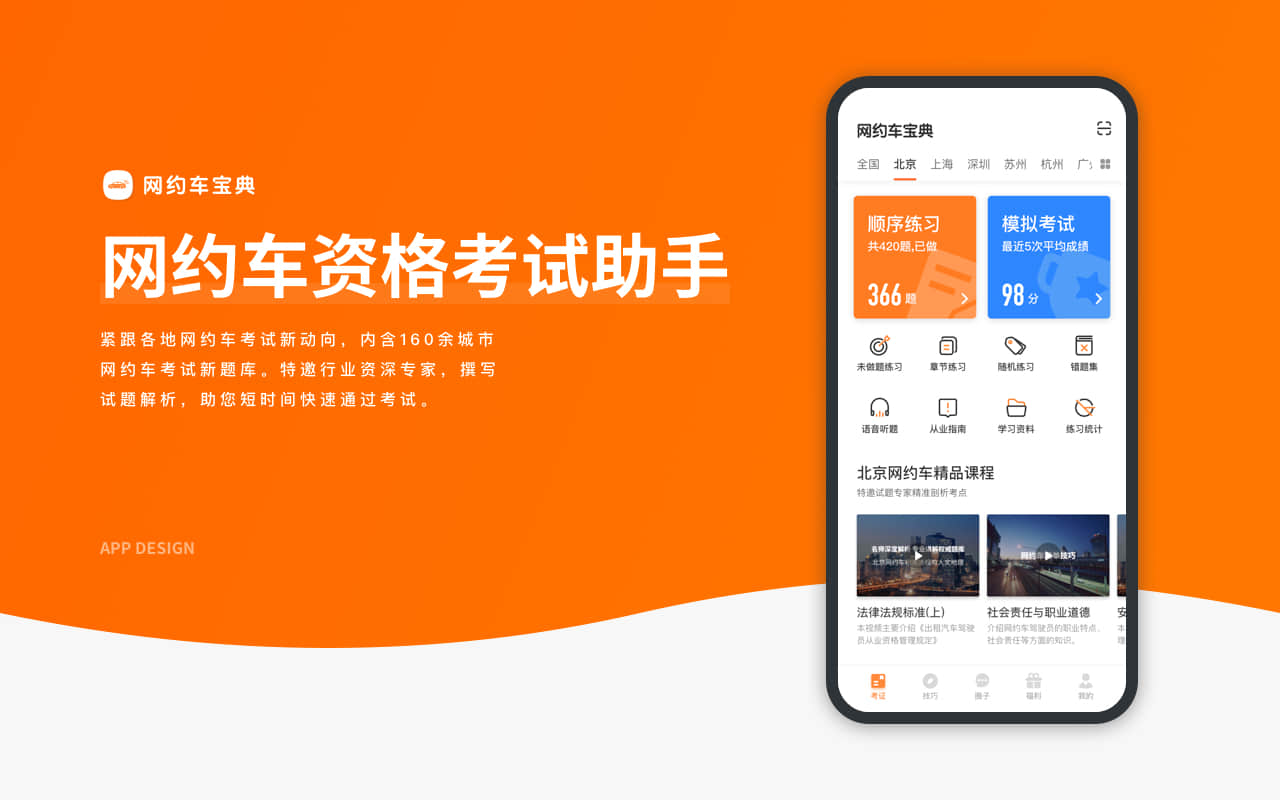 网约车宝典
网约车资格考试助手
紧跟各地网约车考试新动向，内含160余城市
网约车考试新题库。特邀行业资深专家，撰写
试题解析，助您短时间快速通过考试。
APP DESIGN
网约车宝典
全国 北京 上海 深圳 苏州 杭州
顺序练习 模拟考试
共420题,已做 最近5次平均成绩
366题 98分
未做题练习 章节练习 随机练习 错题集
语音听题 从业指南 学习资料 练习统计
北京网约车精品课程
特邀试题专家精准剖析考点
法律法规标准(上) 社会责任与职业道德 安
本视频主要介绍《出租汽车驾驶 介绍网约车驾驶员的职业特点、 本
员从业资格管理规定》 社会责任等方面的知识。 理
考证 技巧 圈子 福利 我的